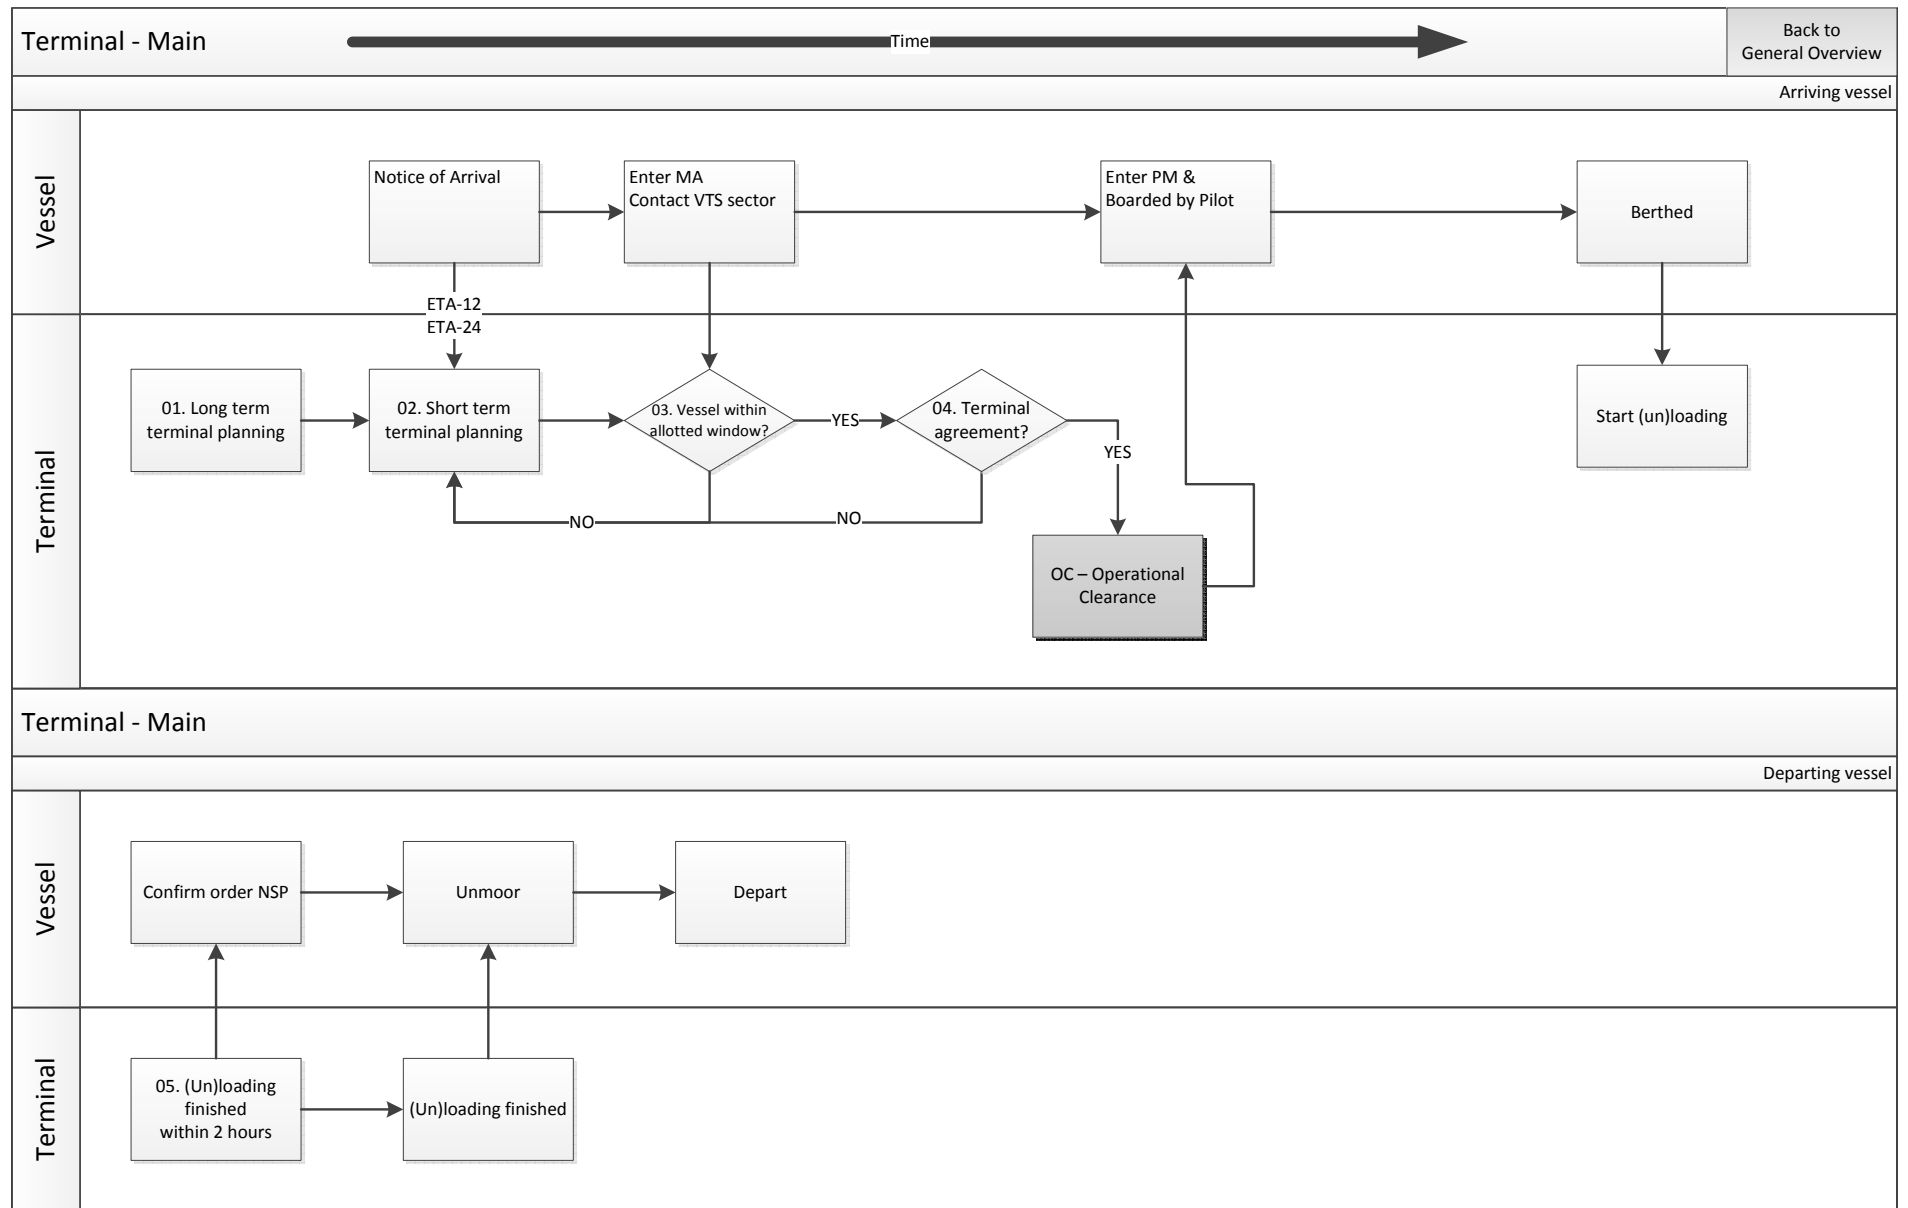 Terminal - Main
Time
Back to
General Overview
Arriving vessel
Vessel
Notice of Arrival
Enter MA
Contact VTS sector
Enter PM &
Boarded by Pilot
Berthed
ETA-12
ETA-24
Terminal
01. Long term
terminal planning
02. Short term
terminal planning
03. Vessel within
allotted window?
YES
04. Terminal
agreement?
YES
Start (un)loading
NO
NO
OC – Operational
Clearance
Terminal - Main
Departing vessel
Vessel
Confirm order NSP
Unmoor
Depart
Terminal
05. (Un)loading
finished
within 2 hours
(Un)loading finished